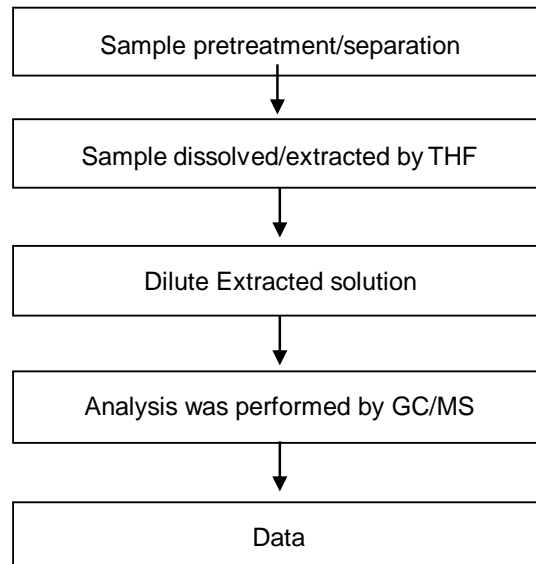 Sample pretreatment/separation
Sample dissolved/extracted by THF
Dilute Extracted solution
Analysis was performed by GC/MS
Data